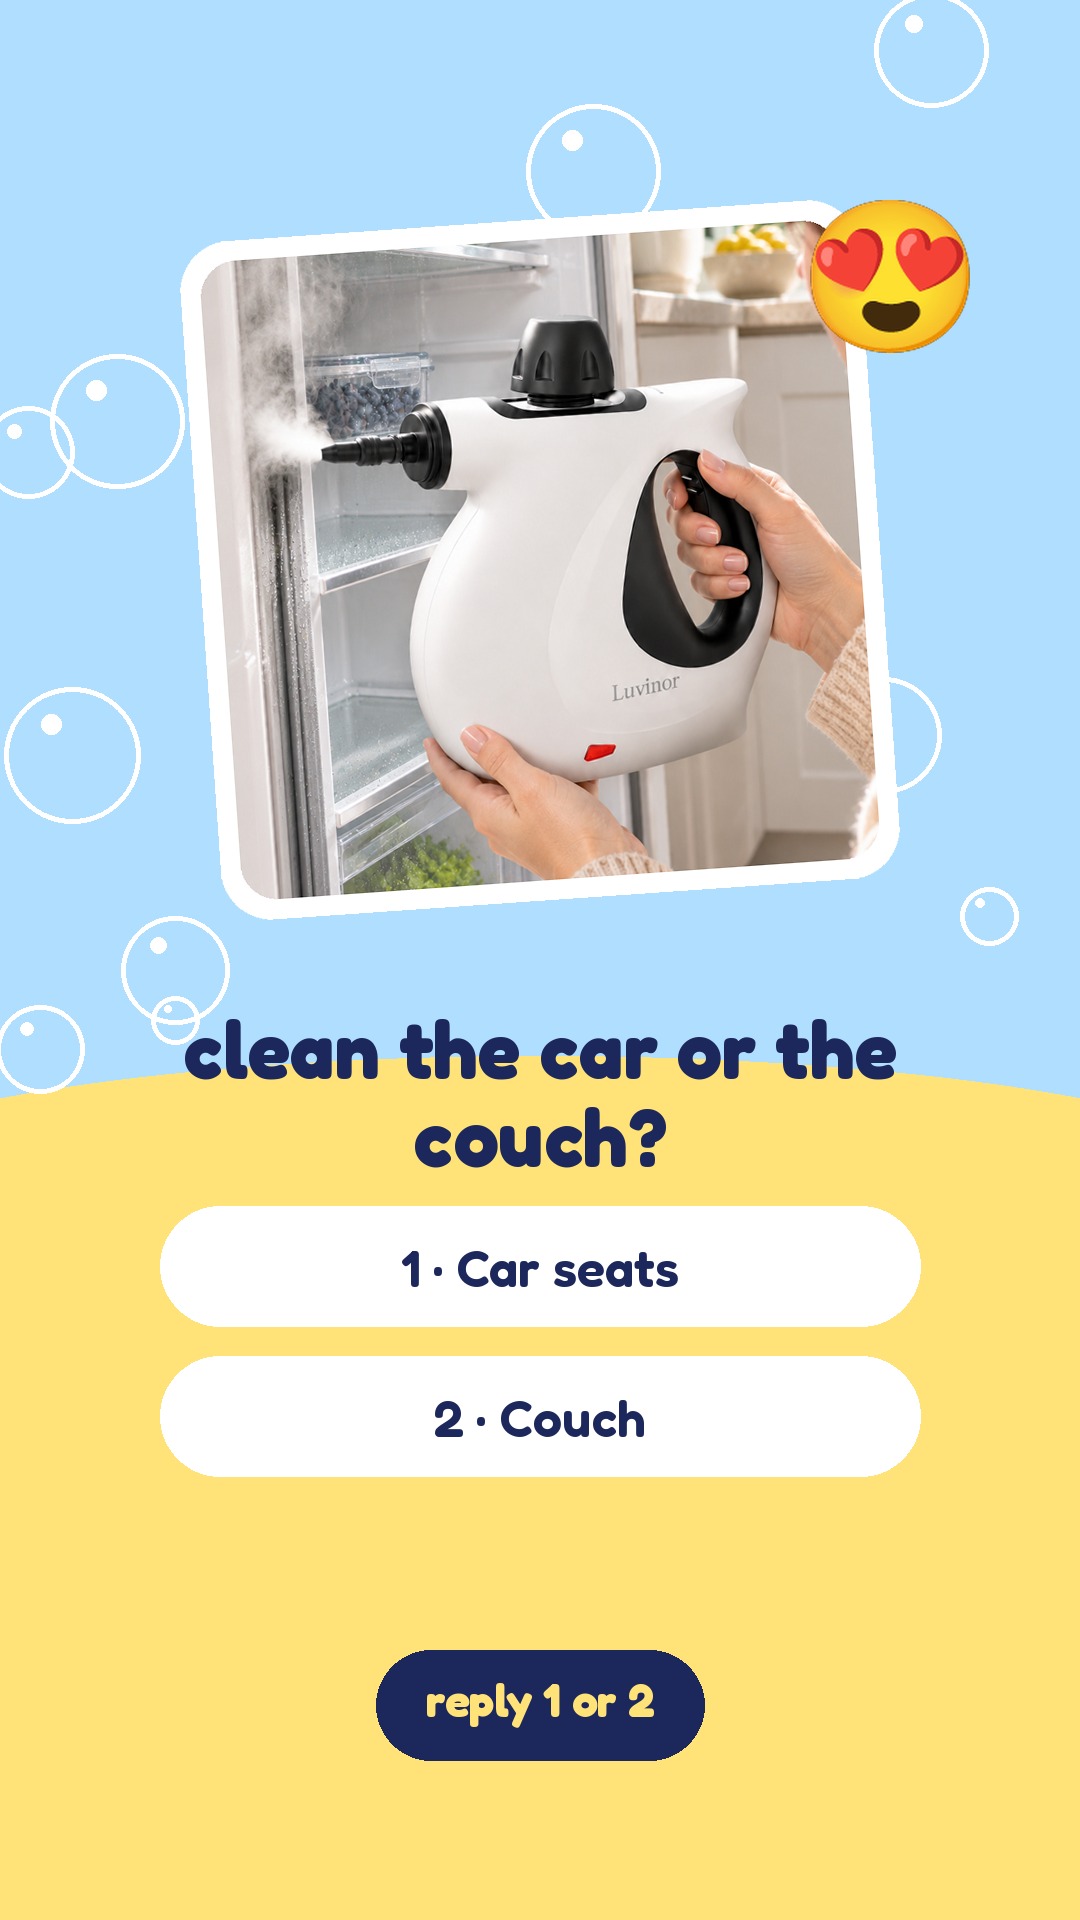 Luvinor
clean the car or the
couch?
1 · Car seats
2 · Couch
reply 1 or 2